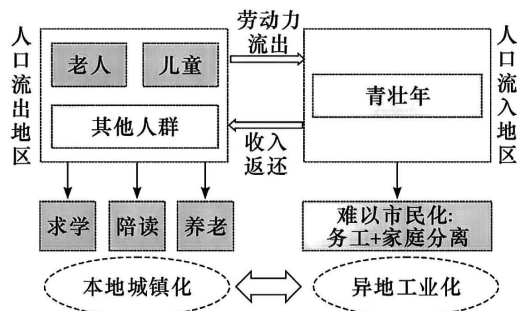 人口流出地区
老人
儿童
其他人群
劳动力
流出
收入
返还
青壮年
人口流入地区
求学
陪读
养老
难以市民化:
务工+家庭分离
本地城镇化
异地工业化